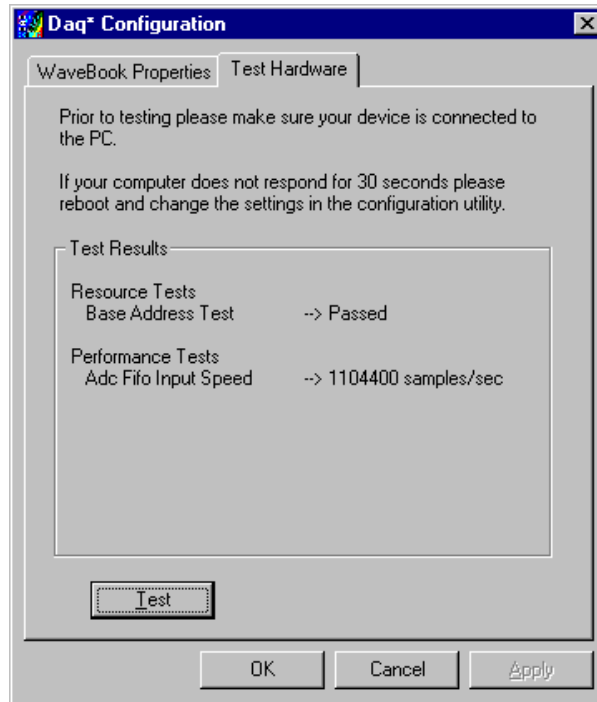 Daq* Configuration
WaveBook Properties
Test Hardware
Prior to testing please make sure your device is connected to
the PC.
If your computer does not respond for 30 seconds please
reboot and change the settings in the configuration utility.
Test Results
Resource Tests
Base Address Test --> Passed
Performance Tests
Adc Fifo Input Speed --> 1104400 samples/sec
Test
OK
Cancel
Apply